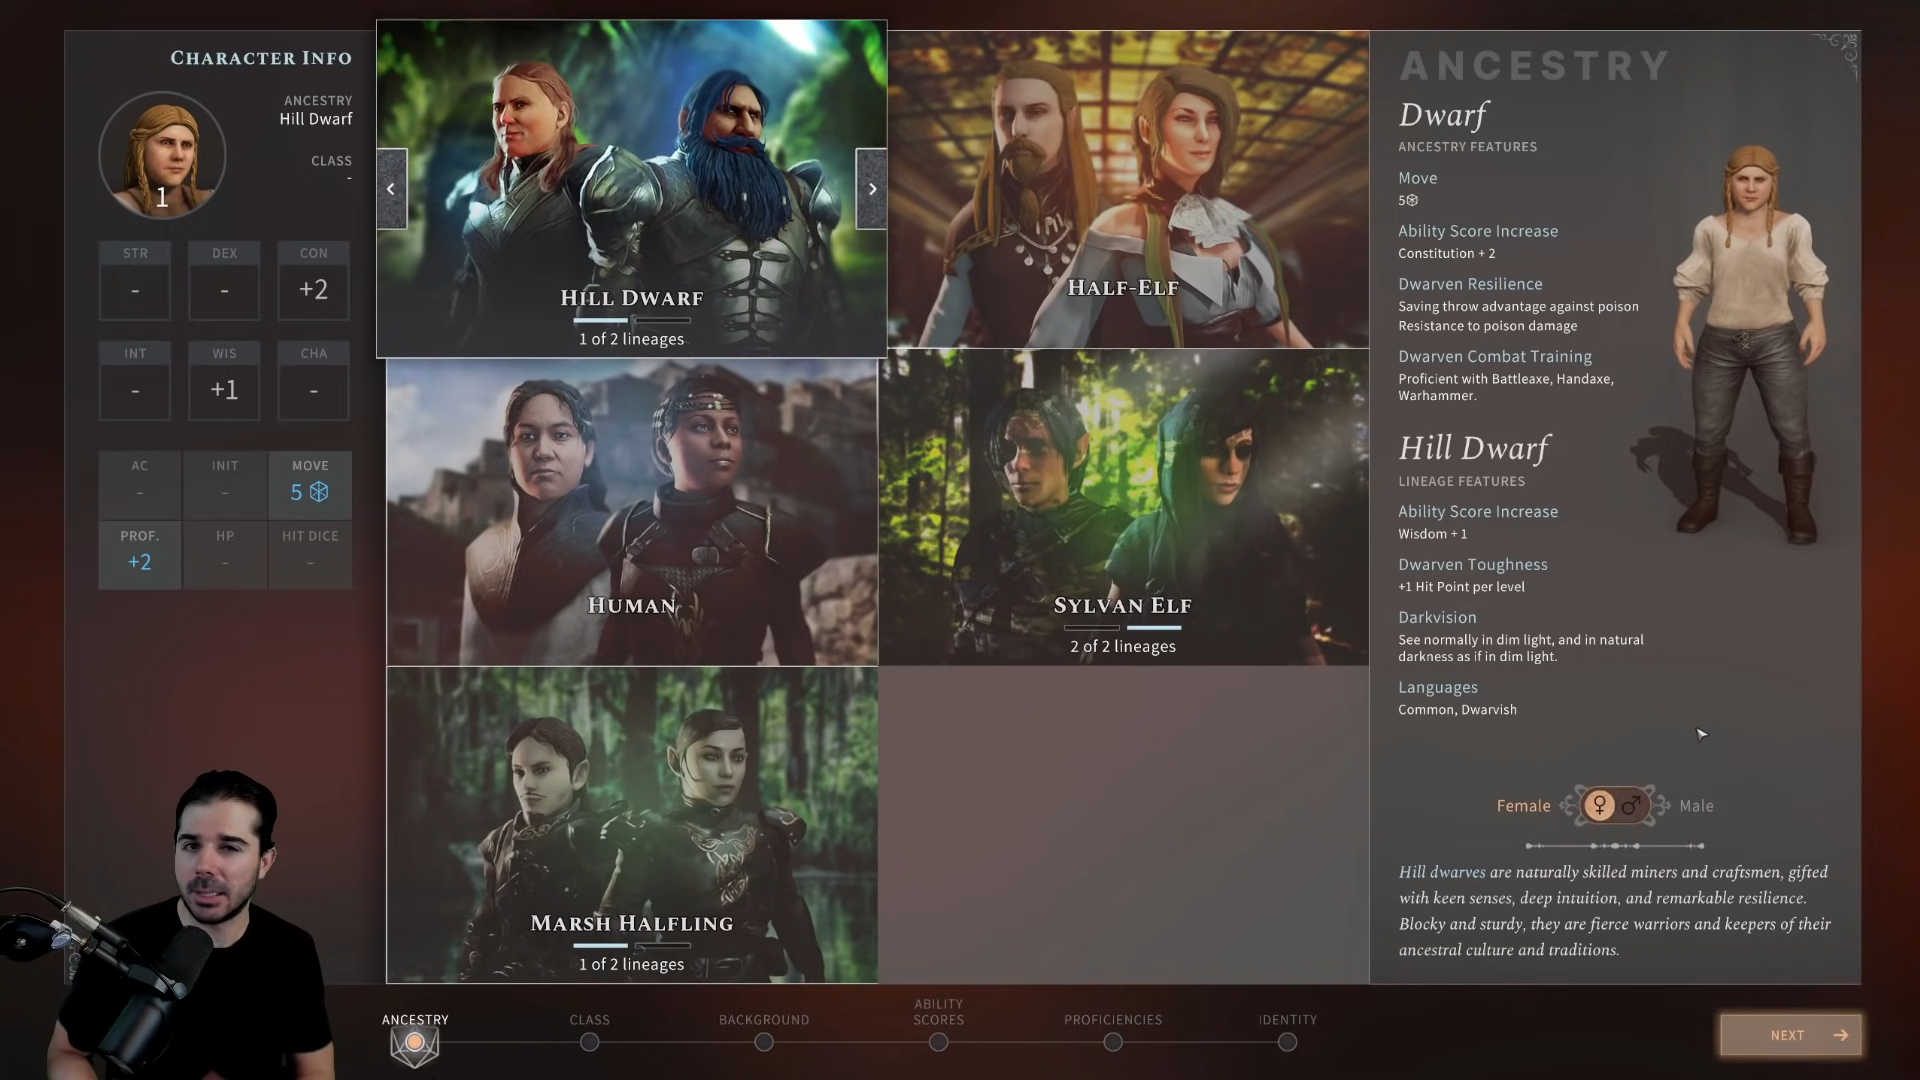 CHARACTER INFO
ANCESTRY
Hill Dwarf
CLASS
-
1
STR
DEX
CON
-
-
+2
INT
WIS
CHA
-
+1
-
AC
INIT
MOVE
-
-
5
PROF.
HP
HIT DICE
+2
-
-
HILL DWARF
1 of 2 lineages
HALF-ELF
HUMAN
SYLVAN ELF
2 of 2 lineages
MARSH HALFLING
1 of 2 lineages
ANCESTRY
Dwarf
ANCESTRY FEATURES
Move
5
Ability Score Increase
Constitution + 2
Dwarven Resilience
Saving throw advantage against poison
Resistance to poison damage
Dwarven Combat Training
Proficient with Battleaxe, Handaxe,
Warhammer.
Hill Dwarf
LINEAGE FEATURES
Ability Score Increase
Wisdom + 1
Dwarven Toughness
+1 Hit Point per level
Darkvision
See normally in dim light, and in natural
darkness as if in dim light.
Languages
Common, Dwarvish
Female
Male
Hill dwarves are naturally skilled miners and craftsmen, gifted
with keen senses, deep intuition, and remarkable resilience.
Blocky and sturdy, they are fierce warriors and keepers of their
ancestral culture and traditions.
ANCESTRY
CLASS
BACKGROUND
ABILITY
SCORES
PROFICIENCIES
IDENTITY
NEXT